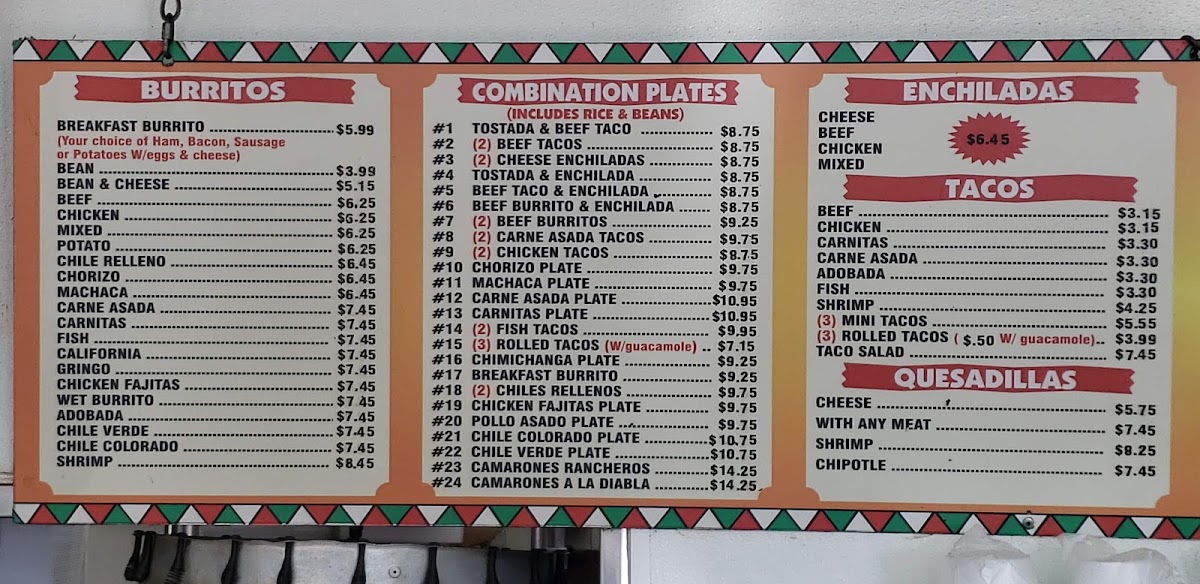 BURRITOS
BREAKFAST BURRITO $5.99
(Your choice of Ham, Bacon, Sausage
or Potatoes W/eggs & cheese)
BEAN $3.99
BEAN & CHEESE $5.15
BEEF $6.25
CHICKEN $6.25
MIXED $6.25
POTATO $6.25
CHILE RELLENO $6.45
CHORIZO $6.45
MACHACA $6.45
CARNE ASADA $7.45
CARNITAS $7.45
FISH $7.45
CALIFORNIA $7.45
GRINGO $7.45
CHICKEN FAJITAS $7.45
WET BURRITO $7.45
ADOBADA $7.45
CHILE VERDE $7.45
CHILE COLORADO $7.45
SHRIMP $8.45
COMBINATION PLATES
(INCLUDES RICE & BEANS)
#1 TOSTADA & BEEF TACO $8.75
#2 (2) BEEF TACOS $8.75
#3 (2) CHEESE ENCHILADAS $8.75
#4 TOSTADA & ENCHILADA $8.75
#5 BEEF TACO & ENCHILADA $8.75
#6 BEEF BURRITO & ENCHILADA $8.75
#7 (2) BEEF BURRITOS $9.25
#8 (2) CARNE ASADA TACOS $9.75
#9 (2) CHICKEN TACOS $8.75
#10 CHORIZO PLATE $9.75
#11 MACHACA PLATE $9.75
#12 CARNE ASADA PLATE $10.95
#13 CARNITAS PLATE $10.95
#14 (2) FISH TACOS $9.95
#15 (3) ROLLED TACOS (W/guacamole) $7.15
#16 CHIMICHANGA PLATE $9.25
#17 BREAKFAST BURRITO $9.25
#18 (2) CHILES RELLENOS $9.75
#19 CHICKEN FAJITAS PLATE $9.75
#20 POLLO ASADO PLATE $9.75
#21 CHILE COLORADO PLATE $10.75
#22 CHILE VERDE PLATE $10.75
#23 CAMARONES RANCHEROS $14.25
#24 CAMARONES A LA DIABLA $14.25
ENCHILADAS
CHEESE
BEEF
CHICKEN
MIXED
$6.45
TACOS
BEEF $3.15
CHICKEN $3.15
CARNITAS $3.30
CARNE ASADA $3.30
ADOBADA $3.30
FISH $3.30
SHRIMP $4.25
(3) MINI TACOS $5.55
(3) ROLLED TACOS ( $.50 W/ guacamole) $3.99
TACO SALAD $7.45
QUESADILLAS
CHEESE $5.75
WITH ANY MEAT $7.45
SHRIMP $8.25
CHIPOTLE $7.45